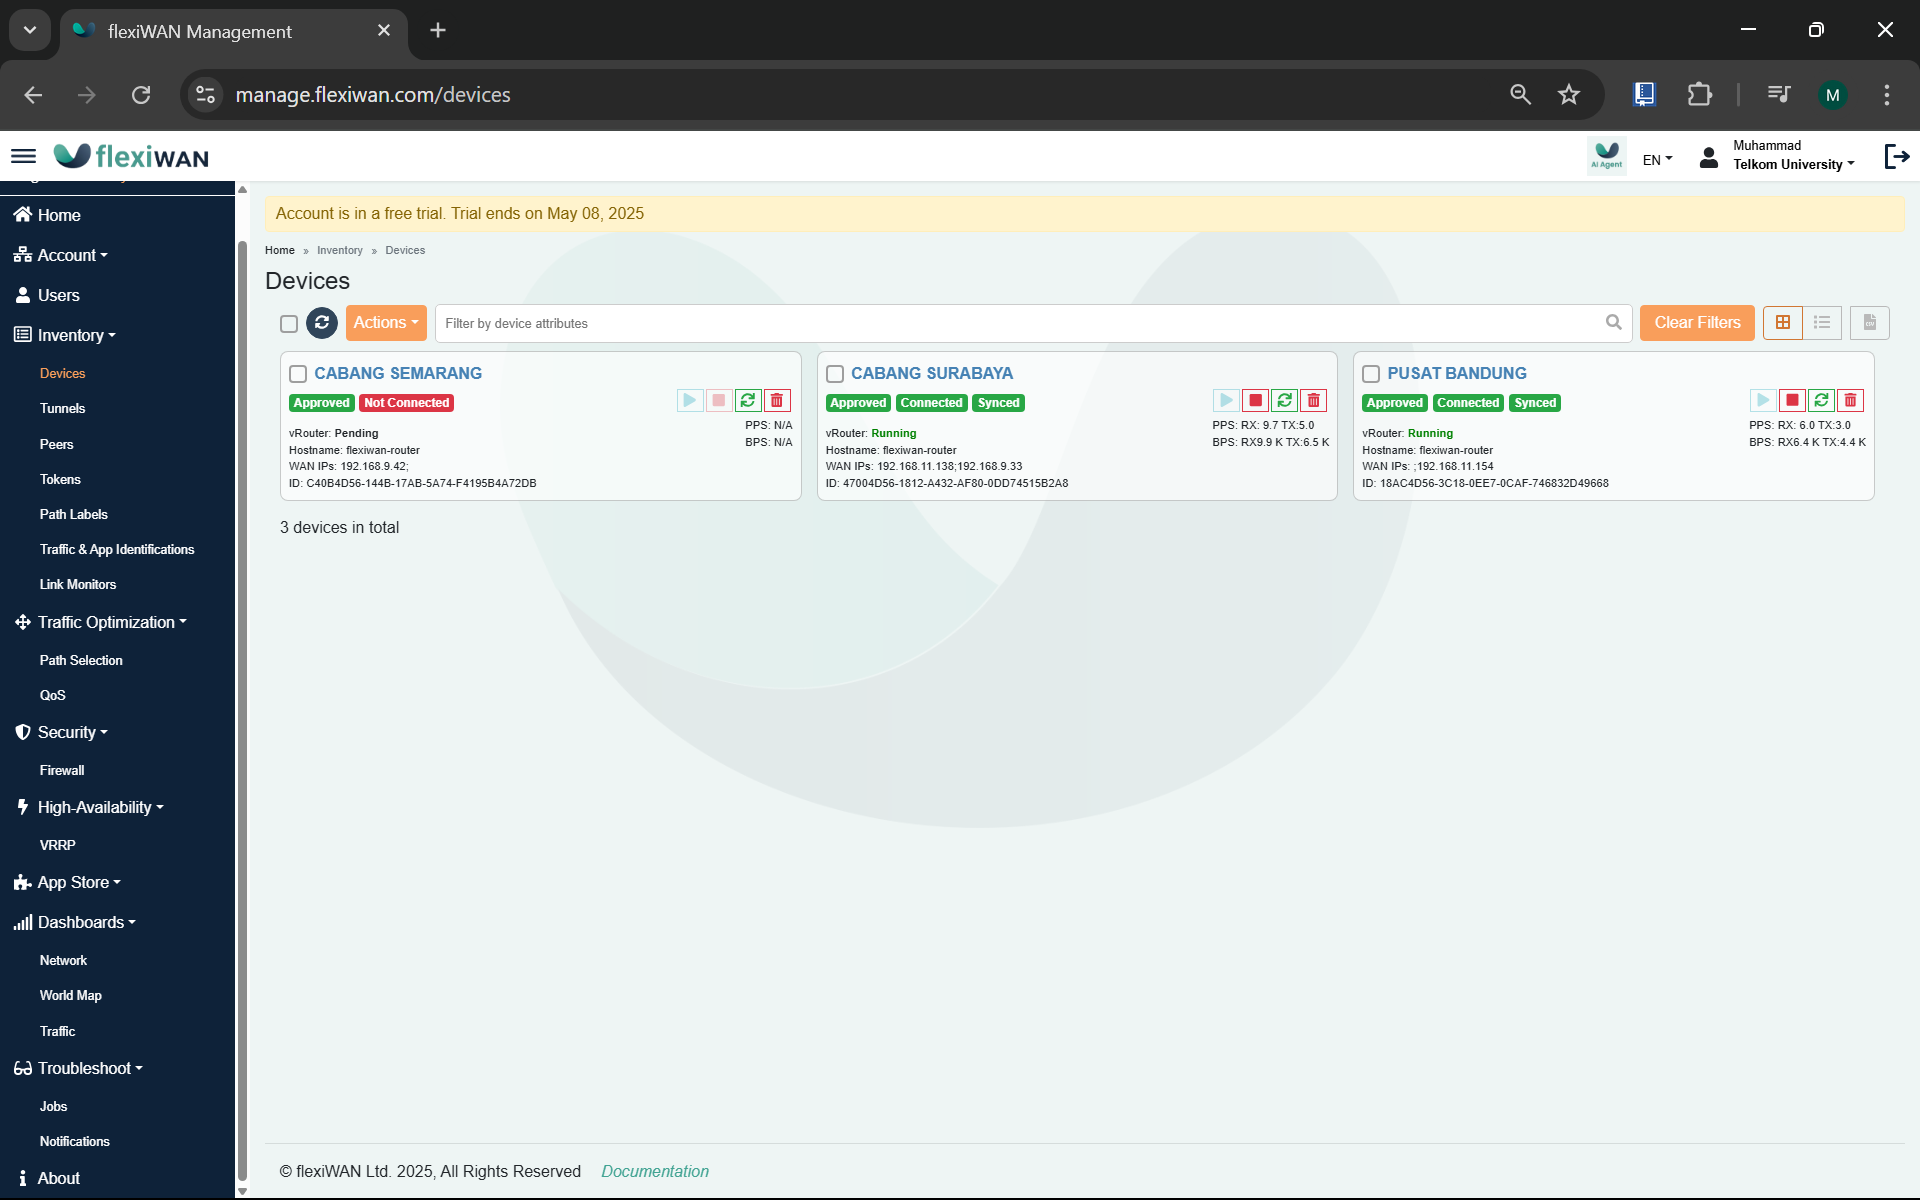 flexiWAN Management
manage.flexiwan.com/devices
M
flexiWAN
AI Agent
EN
Muhammad
Telkom University
Home
Account
Users
Inventory
Devices
Tunnels
Peers
Tokens
Path Labels
Traffic & App Identifications
Link Monitors
Traffic Optimization
Path Selection
QoS
Security
Firewall
High-Availability
VRRP
App Store
Dashboards
Network
World Map
Traffic
Troubleshoot
Jobs
Notifications
About
Account is in a free trial. Trial ends on May 08, 2025
Home » Inventory » Devices
Devices
Actions
Filter by device attributes
Clear Filters
CABANG SEMARANG
Approved Not Connected
PPS: N/A
BPS: N/A
vRouter: Pending
Hostname: flexiwan-router
WAN IPs: 192.168.9.42;
ID: C40B4D56-144B-17AB-5A74-F4195B4A72DB
CABANG SURABAYA
Approved Connected Synced
PPS: RX: 9.7 TX:5.0
BPS: RX9.9 K TX:6.5 K
vRouter: Running
Hostname: flexiwan-router
WAN IPs: 192.168.11.138;192.168.9.33
ID: 47004D56-1812-A432-AF80-0DD74515B2A8
PUSAT BANDUNG
Approved Connected Synced
PPS: RX: 6.0 TX:3.0
BPS: RX6.4 K TX:4.4 K
vRouter: Running
Hostname: flexiwan-router
WAN IPs: ;192.168.11.154
ID: 18AC4D56-3C18-0EE7-0CAF-746832D49668
3 devices in total
© flexiWAN Ltd. 2025, All Rights Reserved Documentation